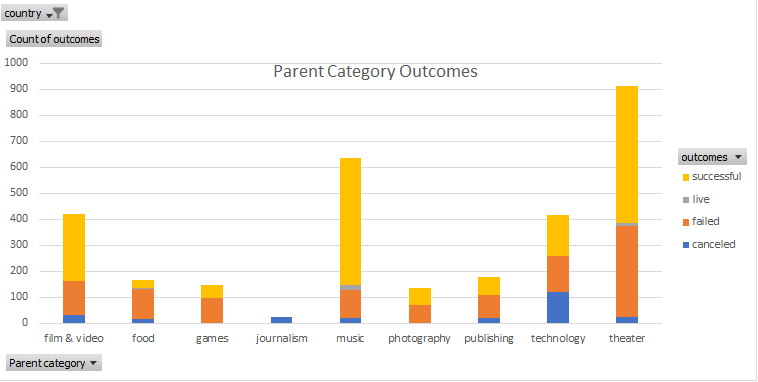 country
Count of outcomes
Parent Category Outcomes
1000
900
800
700
600
500
400
300
200
100
0
film & video food games journalism music photography publishing technology theater
outcomes
successful
live
failed
canceled
Parent category